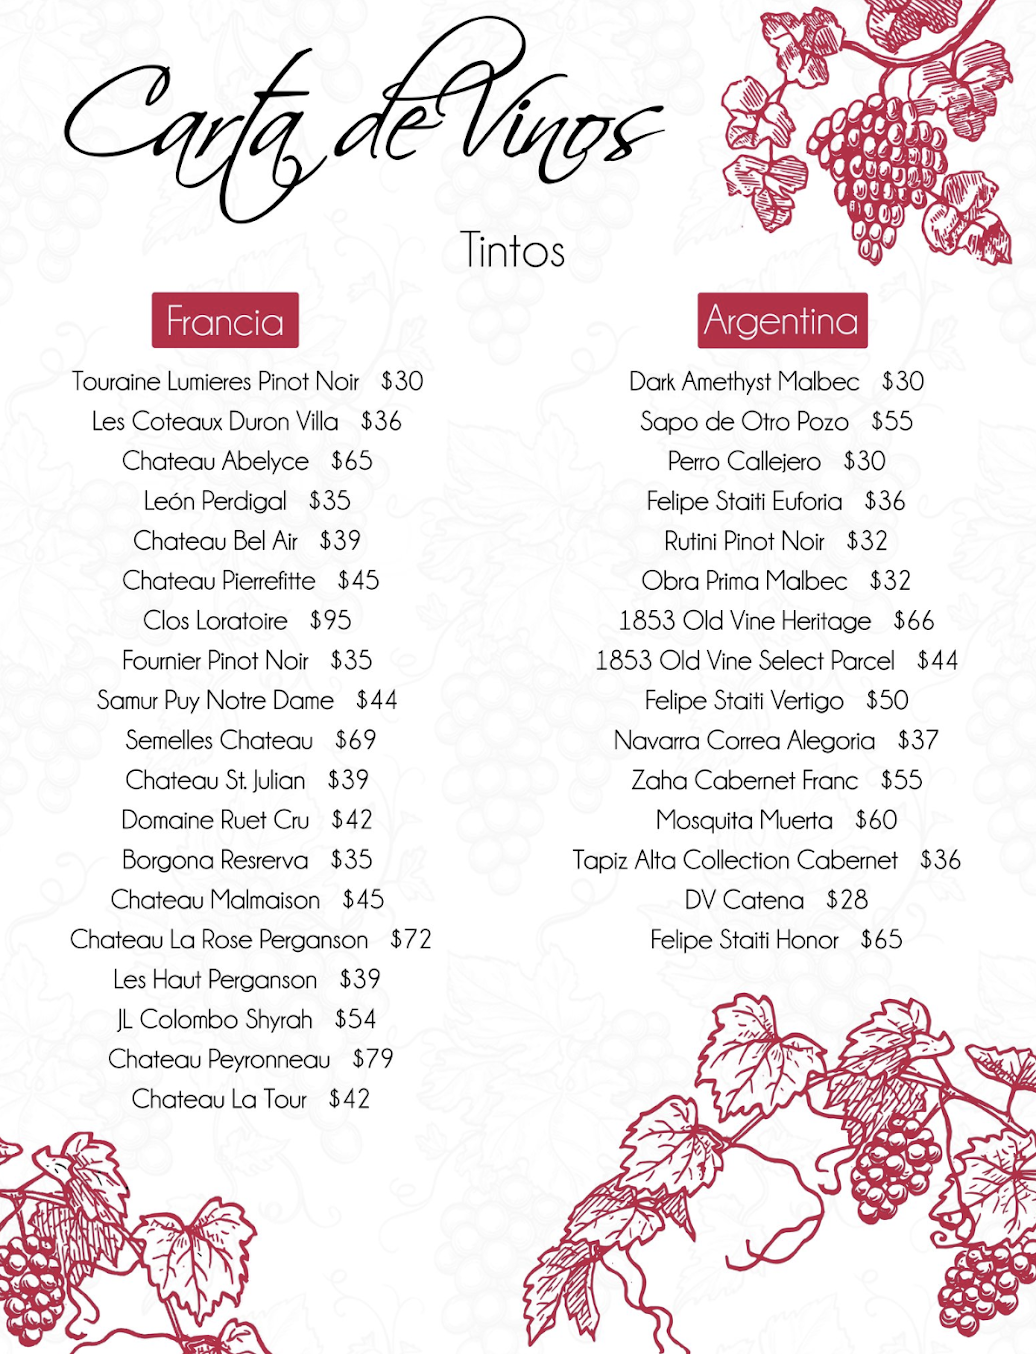 Carta de Vinos
Tintos
Francia
Touraine Lumieres Pinot Noir $30
Les Coteaux Duron Villa $36
Chateau Abelyce $65
León Perdigal $35
Chateau Bel Air $39
Chateau Pierrefitte $45
Clos Loratoire $95
Fournier Pinot Noir $35
Samur Puy Notre Dame $44
Semelles Chateau $69
Chateau St. Julian $39
Domaine Ruet Cru $42
Borgona Resrerva $35
Chateau Malmaison $45
Chateau La Rose Perganson $72
Les Haut Perganson $39
JL Colombo Shyrah $54
Chateau Peyronneau $79
Chateau La Tour $42
Argentina
Dark Amethyst Malbec $30
Sapo de Otro Pozo $55
Perro Callejero $30
Felipe Staiti Euforia $36
Rutini Pinot Noir $32
Obra Prima Malbec $32
1853 Old Vine Heritage $66
1853 Old Vine Select Parcel $44
Felipe Staiti Vertigo $50
Navarra Correa Alegoria $37
Zaha Cabernet Franc $55
Mosquita Muerta $60
Tapiz Alta Collection Cabernet $36
DV Catena $28
Felipe Staiti Honor $65